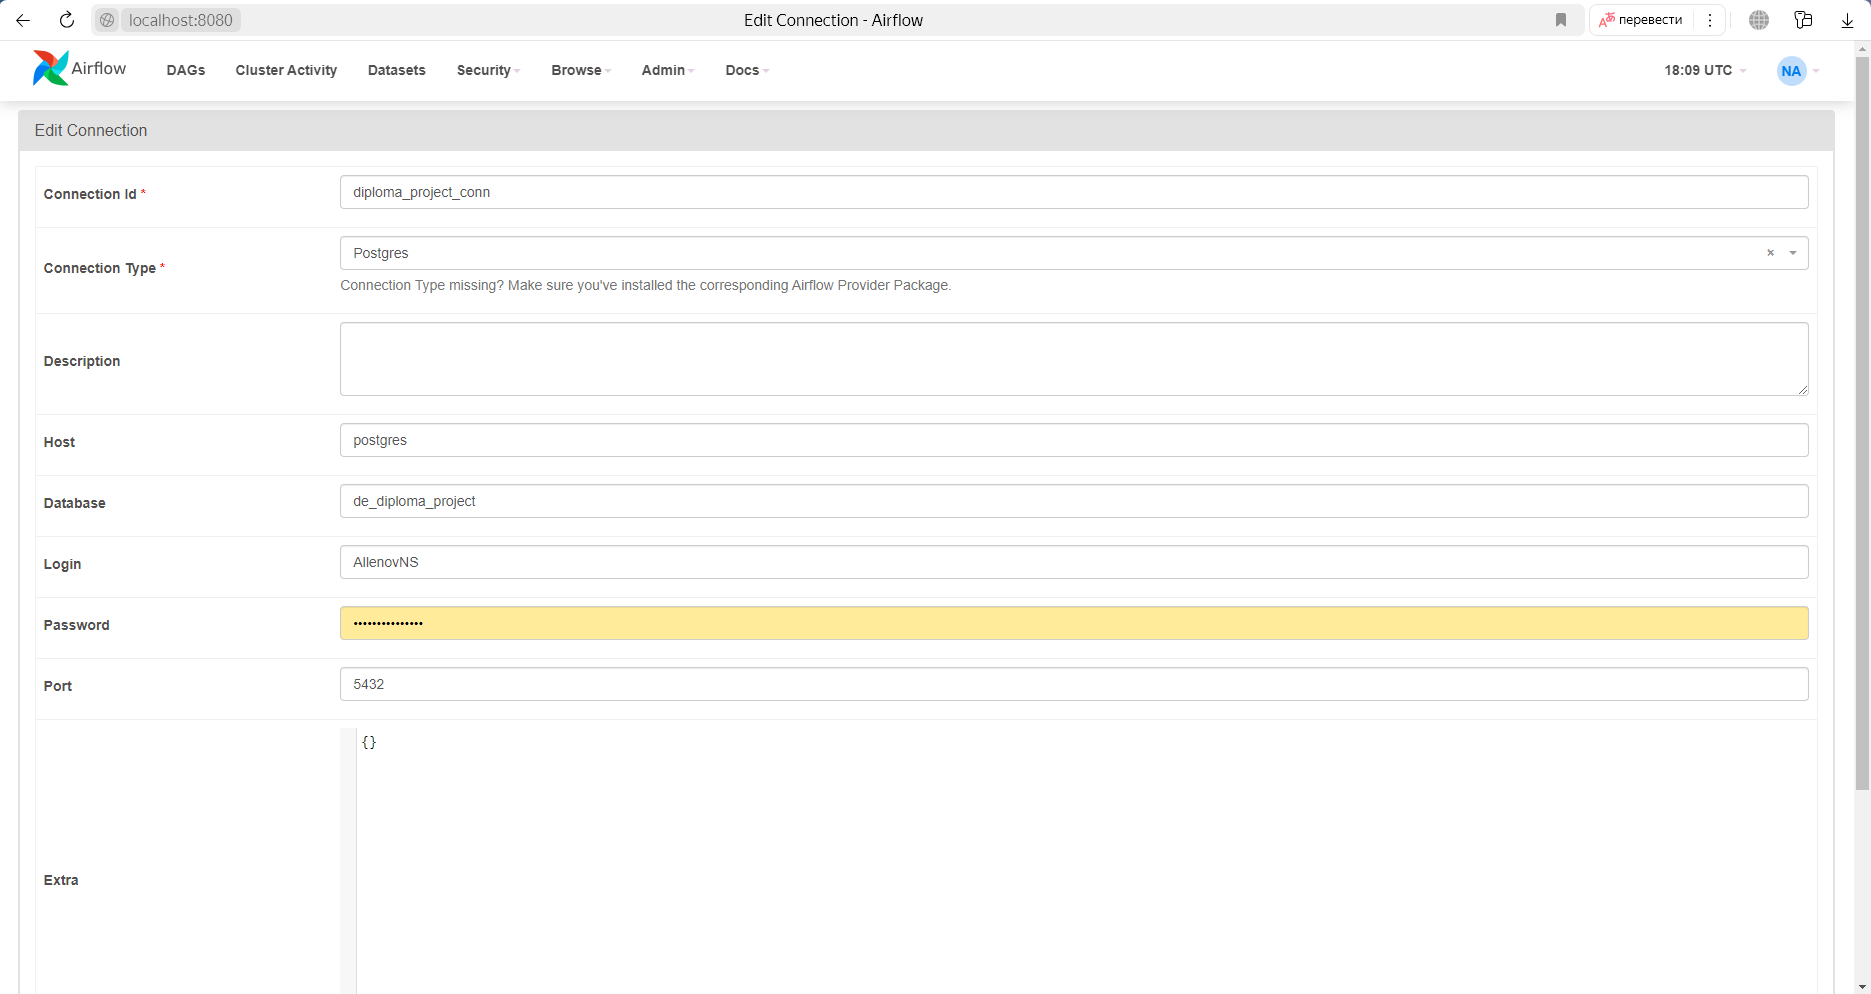 localhost:8080
Edit Connection - Airflow
перевести
Airflow
DAGs
Cluster Activity
Datasets
Security
Browse
Admin
Docs
18:09 UTC
NA
Edit Connection
Connection Id *
diploma_project_conn
Connection Type *
Postgres
Connection Type missing? Make sure you've installed the corresponding Airflow Provider Package.
Description
Host
postgres
Database
de_diploma_project
Login
AllenovNS
Password
•••••••••••••••
Port
5432
Extra
{}